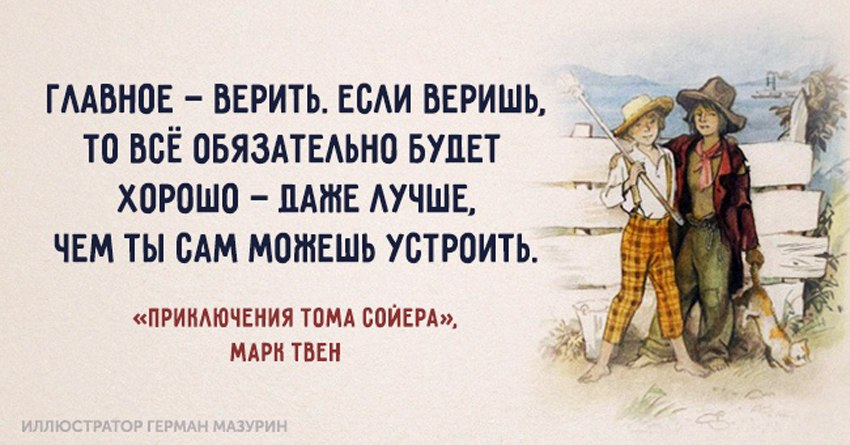 ГЛАВНОЕ – ВЕРИТЬ. ЕСЛИ ВЕРИШЬ,
ТО ВСЁ ОБЯЗАТЕЛЬНО БУДЕТ
ХОРОШО – ДАЖЕ ЛУЧШЕ,
ЧЕМ ТЫ САМ МОЖЕШЬ УСТРОИТЬ.
«ПРИКЛЮЧЕНИЯ ТОМА СОЙЕРА»,
МАРК ТВЕН
ИЛЛЮСТРАТОР ГЕРМАН МАЗУРИН